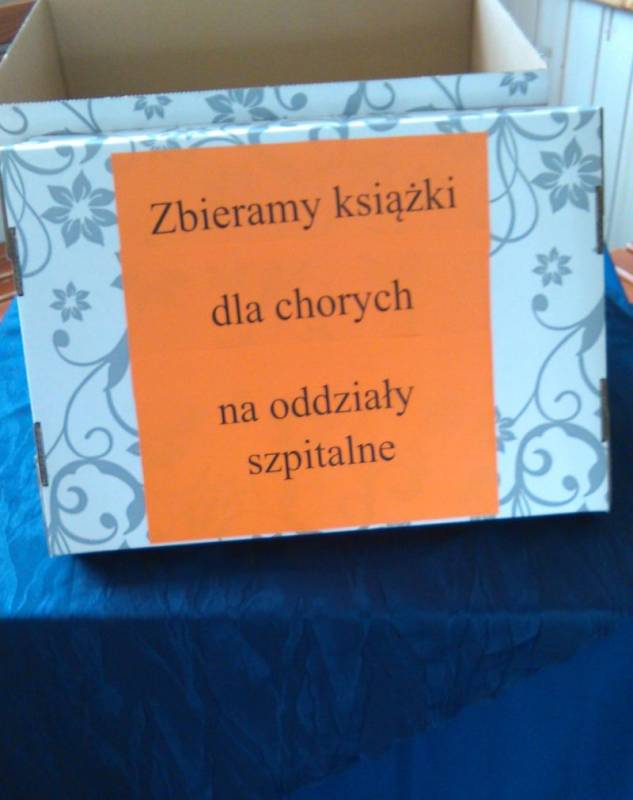 Zbieramy książki
dla chorych
na oddziały
szpitalne